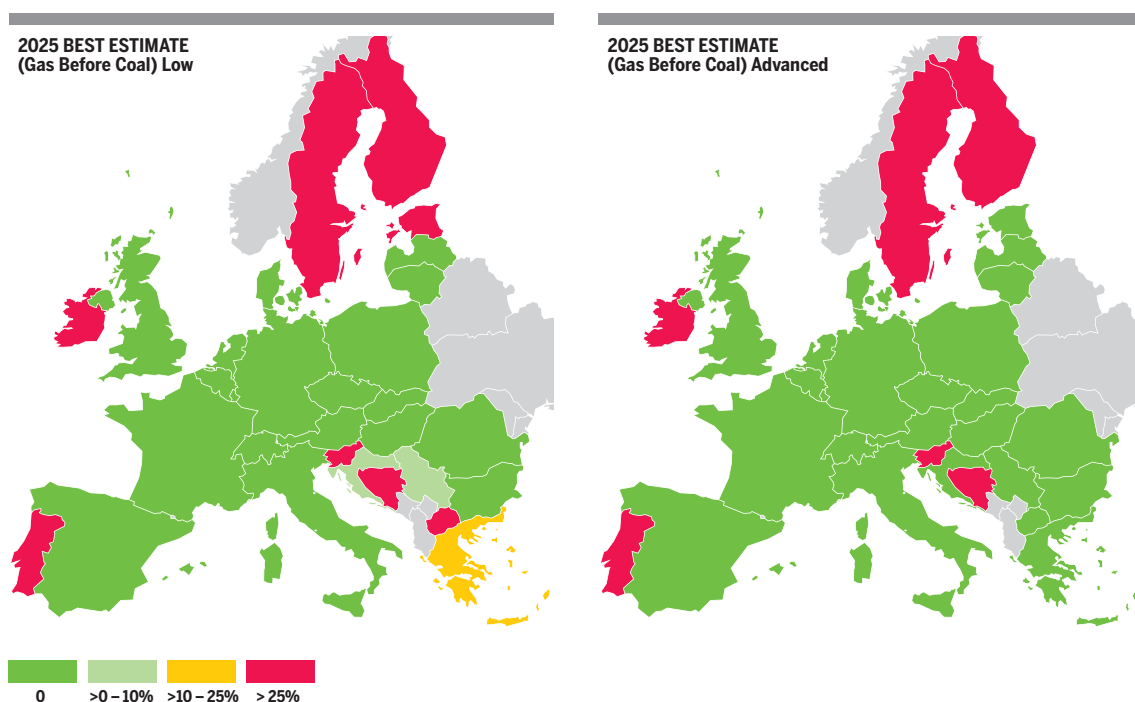 2025 BEST ESTIMATE
(Gas Before Coal) Low
2025 BEST ESTIMATE
(Gas Before Coal) Advanced
0
>0 – 10%
>10 – 25%
> 25%